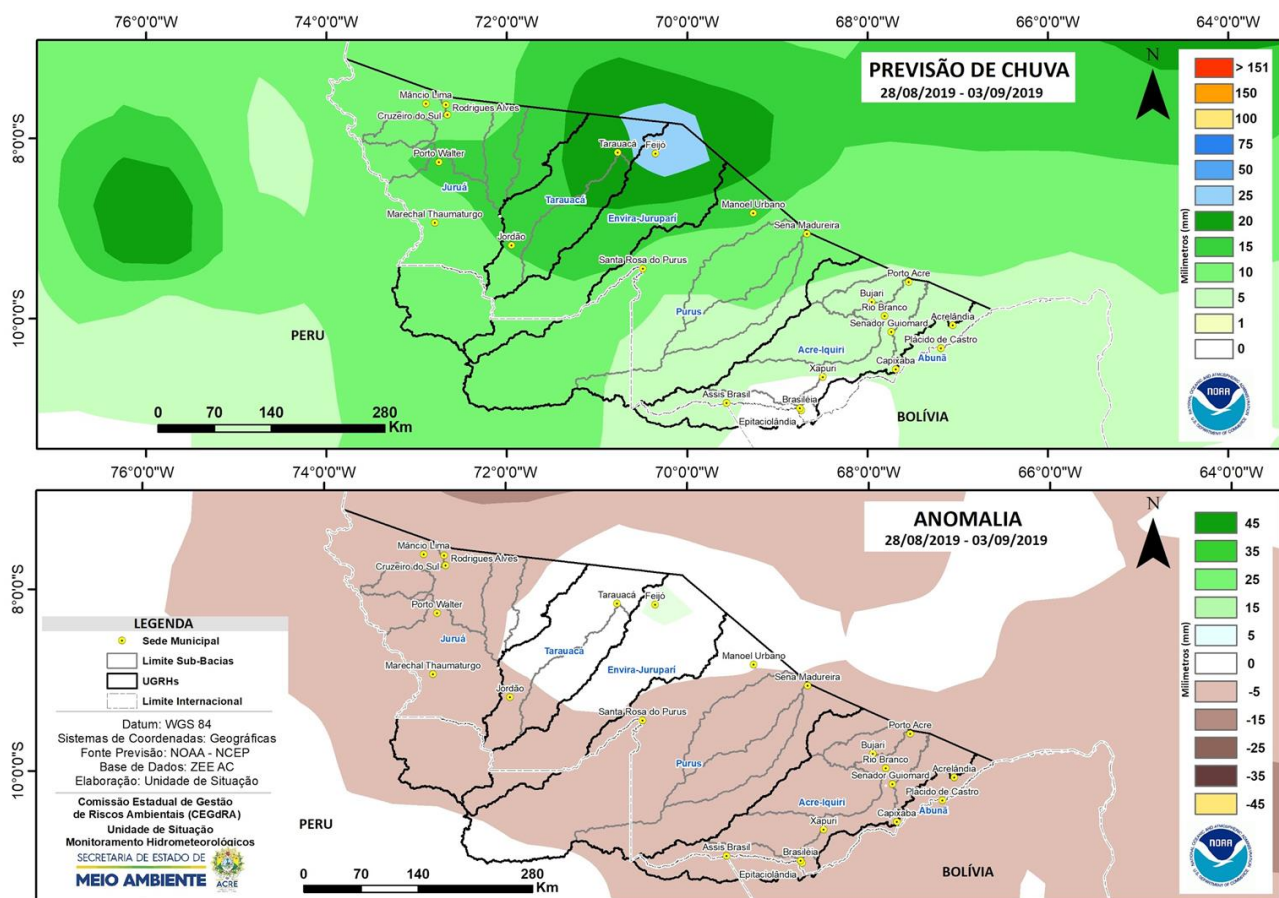 76°0'0"W
74°0'0"W
72°0'0"W
70°0'0"W
68°0'0"W
66°0'0"W
64°0'0"W
8°0'0"S
10°0'0"S
PREVISÃO DE CHUVA
28/08/2019 - 03/09/2019
N
Milímetros (mm)
> 151
150
100
75
50
25
20
15
10
5
1
0
NOAA
Mâncio Lima
Rodrigues Alves
Cruzeiro do Sul
Porto Walter
Juruá
Marechal Thaumaturgo
Tarauacá
Feijó
Tarauacá
Envira-Jurupari
Jordão
Manoel Urbano
Sena Madureira
Santa Rosa do Purus
Purus
Porto Acre
Bujari
Rio Branco
Senador Guiomard
Acrelândia
Plácido de Castro
Abunã
Acre-Iquiri
Capixaba
Xapuri
Assis Brasil
Brasiléia
Epitaciolândia
PERU
BOLÍVIA
0 70 140 280
Km
76°0'0"W
74°0'0"W
72°0'0"W
70°0'0"W
68°0'0"W
66°0'0"W
64°0'0"W
8°0'0"S
10°0'0"S
ANOMALIA
28/08/2019 - 03/09/2019
N
Milímetros (mm)
45
35
25
15
5
0
-5
-15
-25
-35
-45
NOAA
Mâncio Lima
Rodrigues Alves
Cruzeiro do Sul
Porto Walter
Juruá
Marechal Thaumaturgo
Tarauacá
Feijó
Tarauacá
Envira-Jurupari
Jordão
Manoel Urbano
Sena Madureira
Santa Rosa do Purus
Purus
Porto Acre
Bujari
Rio Branco
Senador Guiomard
Acrelândia
Plácido de Castro
Abunã
Acre-Iquiri
Capixaba
Xapuri
Assis Brasil
Brasiléia
Epitaciolândia
PERU
BOLÍVIA
0 70 140 280
Km
LEGENDA
Sede Municipal
Limite Sub-Bacias
UGRHs
Limite Internacional
Datum: WGS 84
Sistemas de Coordenadas: Geográficas
Fonte Previsão: NOAA - NCEP
Base de Dados: ZEE AC
Elaboração: Unidade de Situação
Comissão Estadual de Gestão
de Riscos Ambientais (CEGdRA)
Unidade de Situação
Monitoramento Hidrometeorológicos
SECRETARIA DE ESTADO DE
MEIO AMBIENTE
ACRE